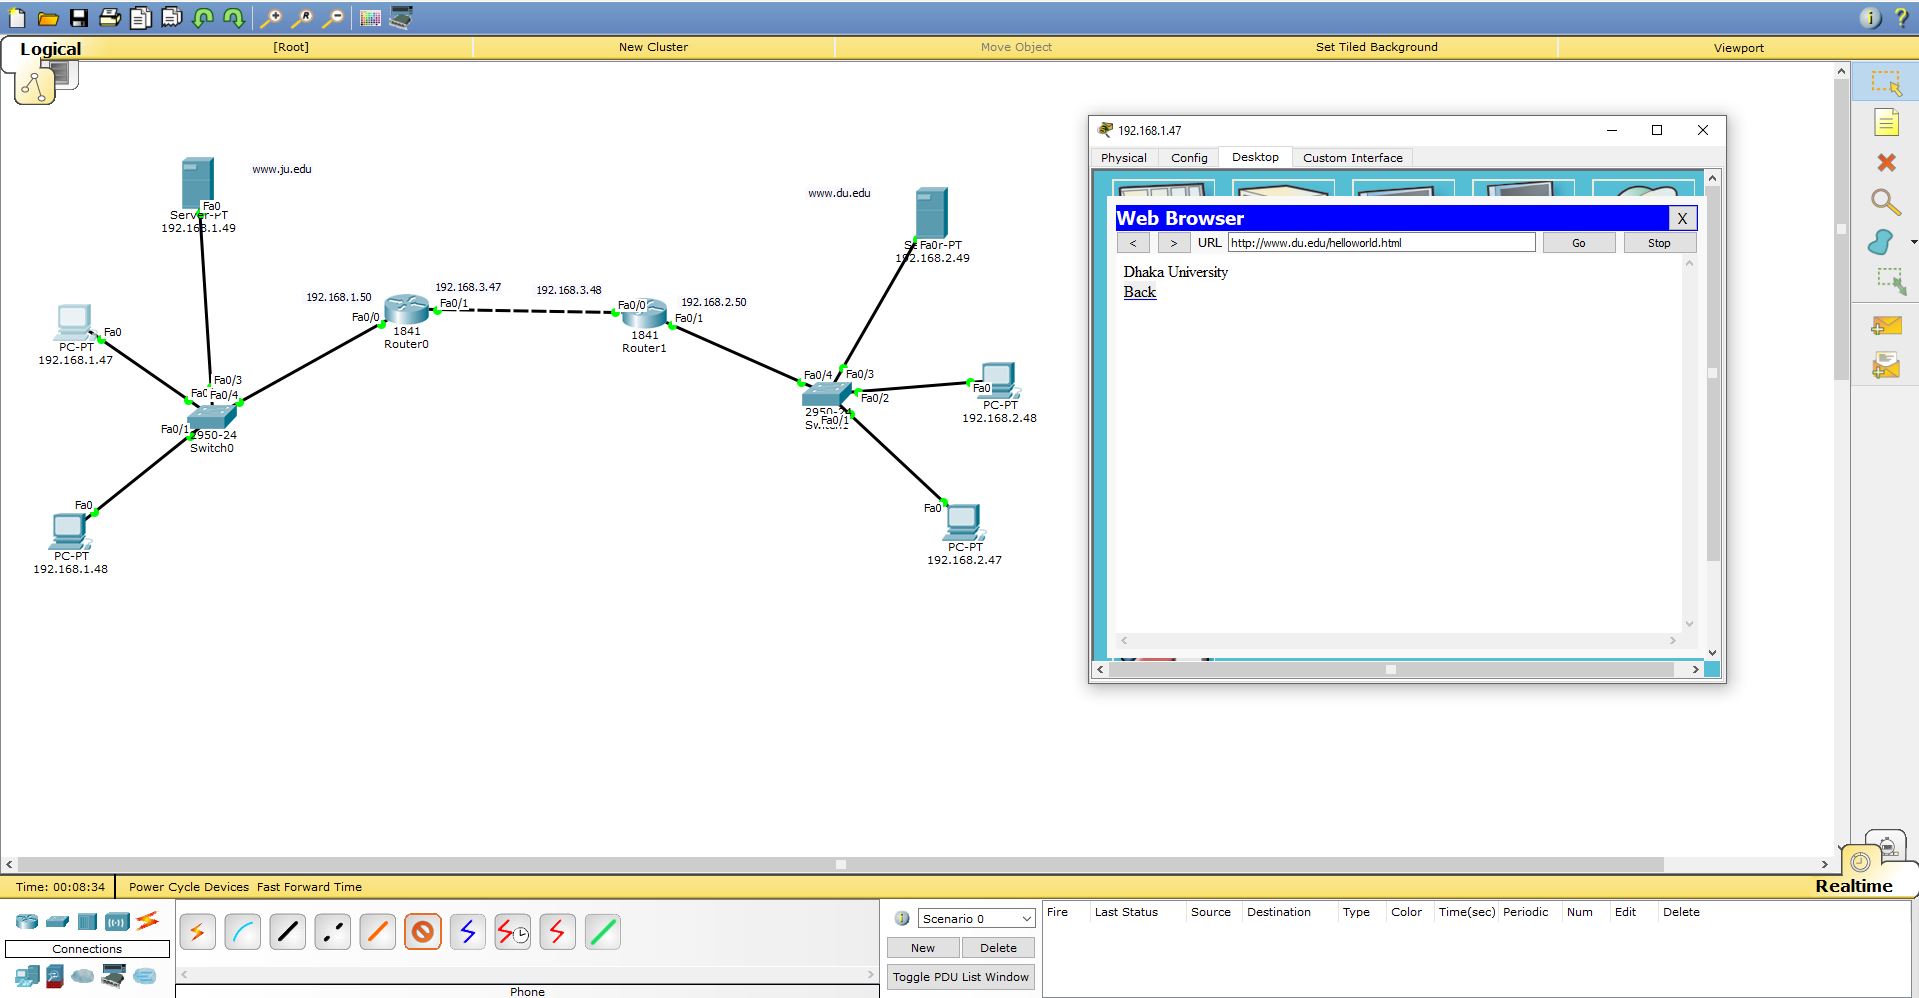 Logical
[Root]
New Cluster
Move Object
Set Tiled Background
Viewport
www.ju.edu
Fa0
Server-PT
192.168.1.49
Fa0
PC-PT
192.168.1.47
192.168.1.50
Fa0/0
1841
Router0
192.168.3.47
Fa0/1
192.168.3.48
Fa0/0
1841
Router1
192.168.2.50
Fa0/1
Fa0/3
Fa0/4
Fa0/1
2950-24
Switch0
Fa0
PC-PT
192.168.1.48
www.du.edu
Fa0
192.168.2.49
Fa0/4
Fa0/3
Fa0/2
Fa0/1
Fa0
PC-PT
192.168.2.48
Fa0
PC-PT
192.168.2.47
192.168.1.47
Physical
Config
Desktop
Custom Interface
Web Browser
X
<
>
URL
http://www.du.edu/helloworld.html
Go
Stop
Dhaka University
Back
Time: 00:08:34
Power Cycle Devices Fast Forward Time
Realtime
Connections
Phone
Scenario 0
New
Delete
Toggle PDU List Window
Fire
Last Status
Source
Destination
Type
Color
Time(sec)
Periodic
Num
Edit
Delete